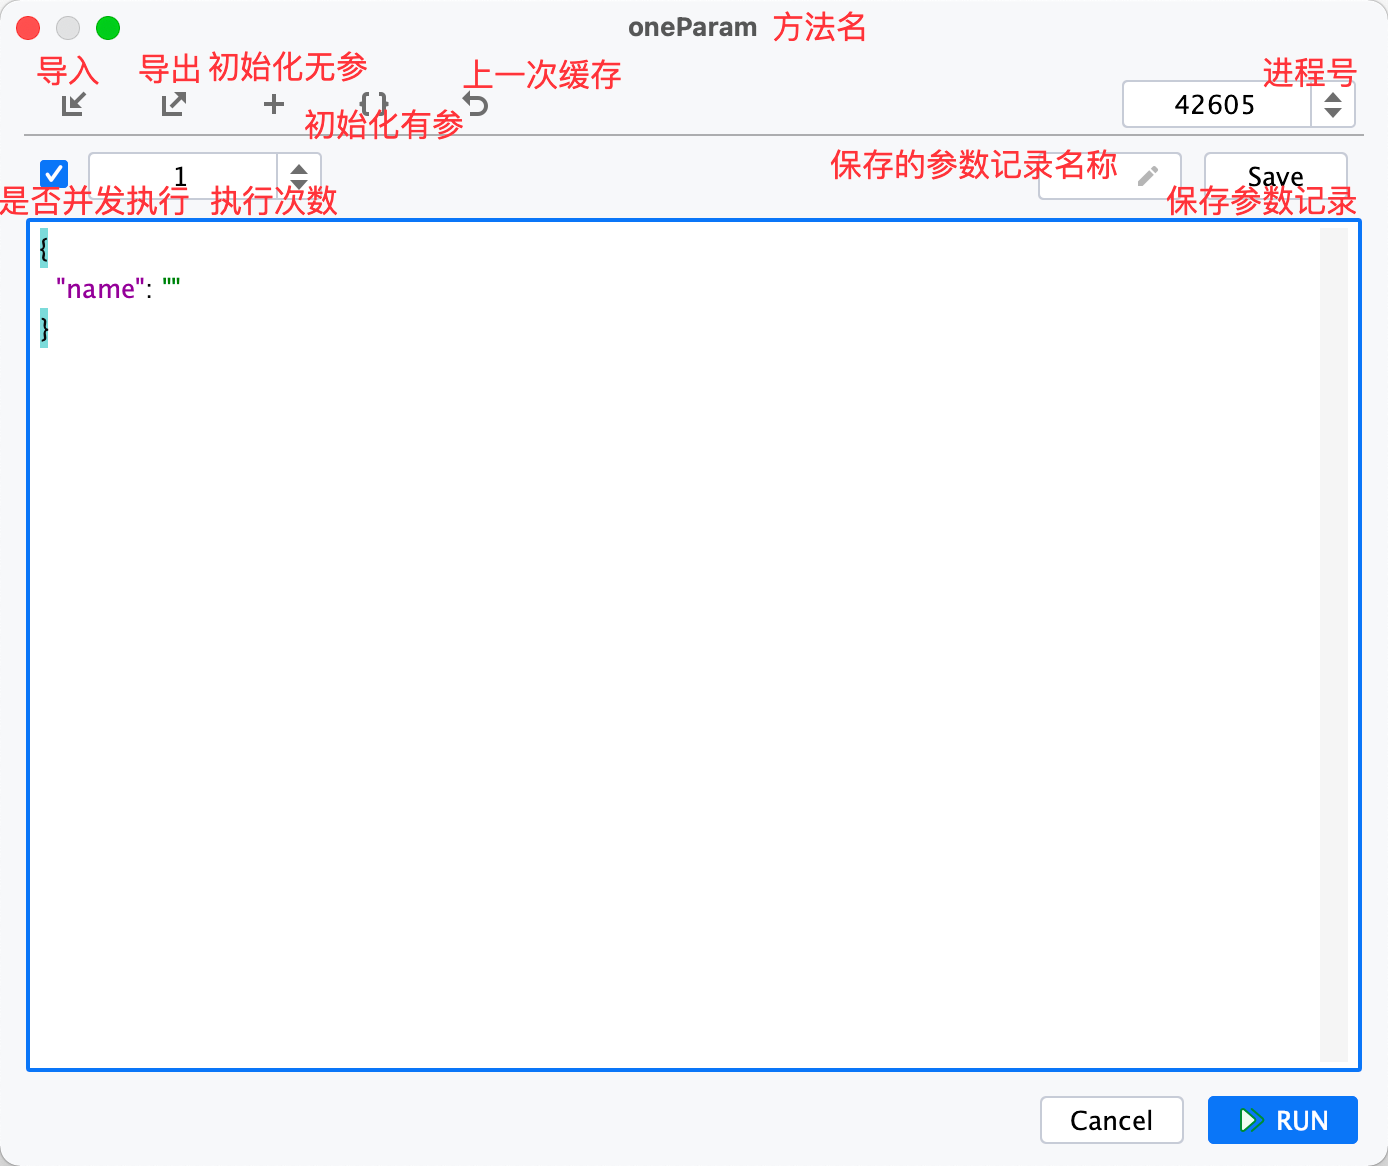 oneParam 方法名
导入 导出 初始化无参 上一次缓存 进程号
{ } 42605
初始化有参
1 保存的参数记录名称 Save
是否并发执行 执行次数 保存参数记录
{
"name": ""
}
Cancel RUN